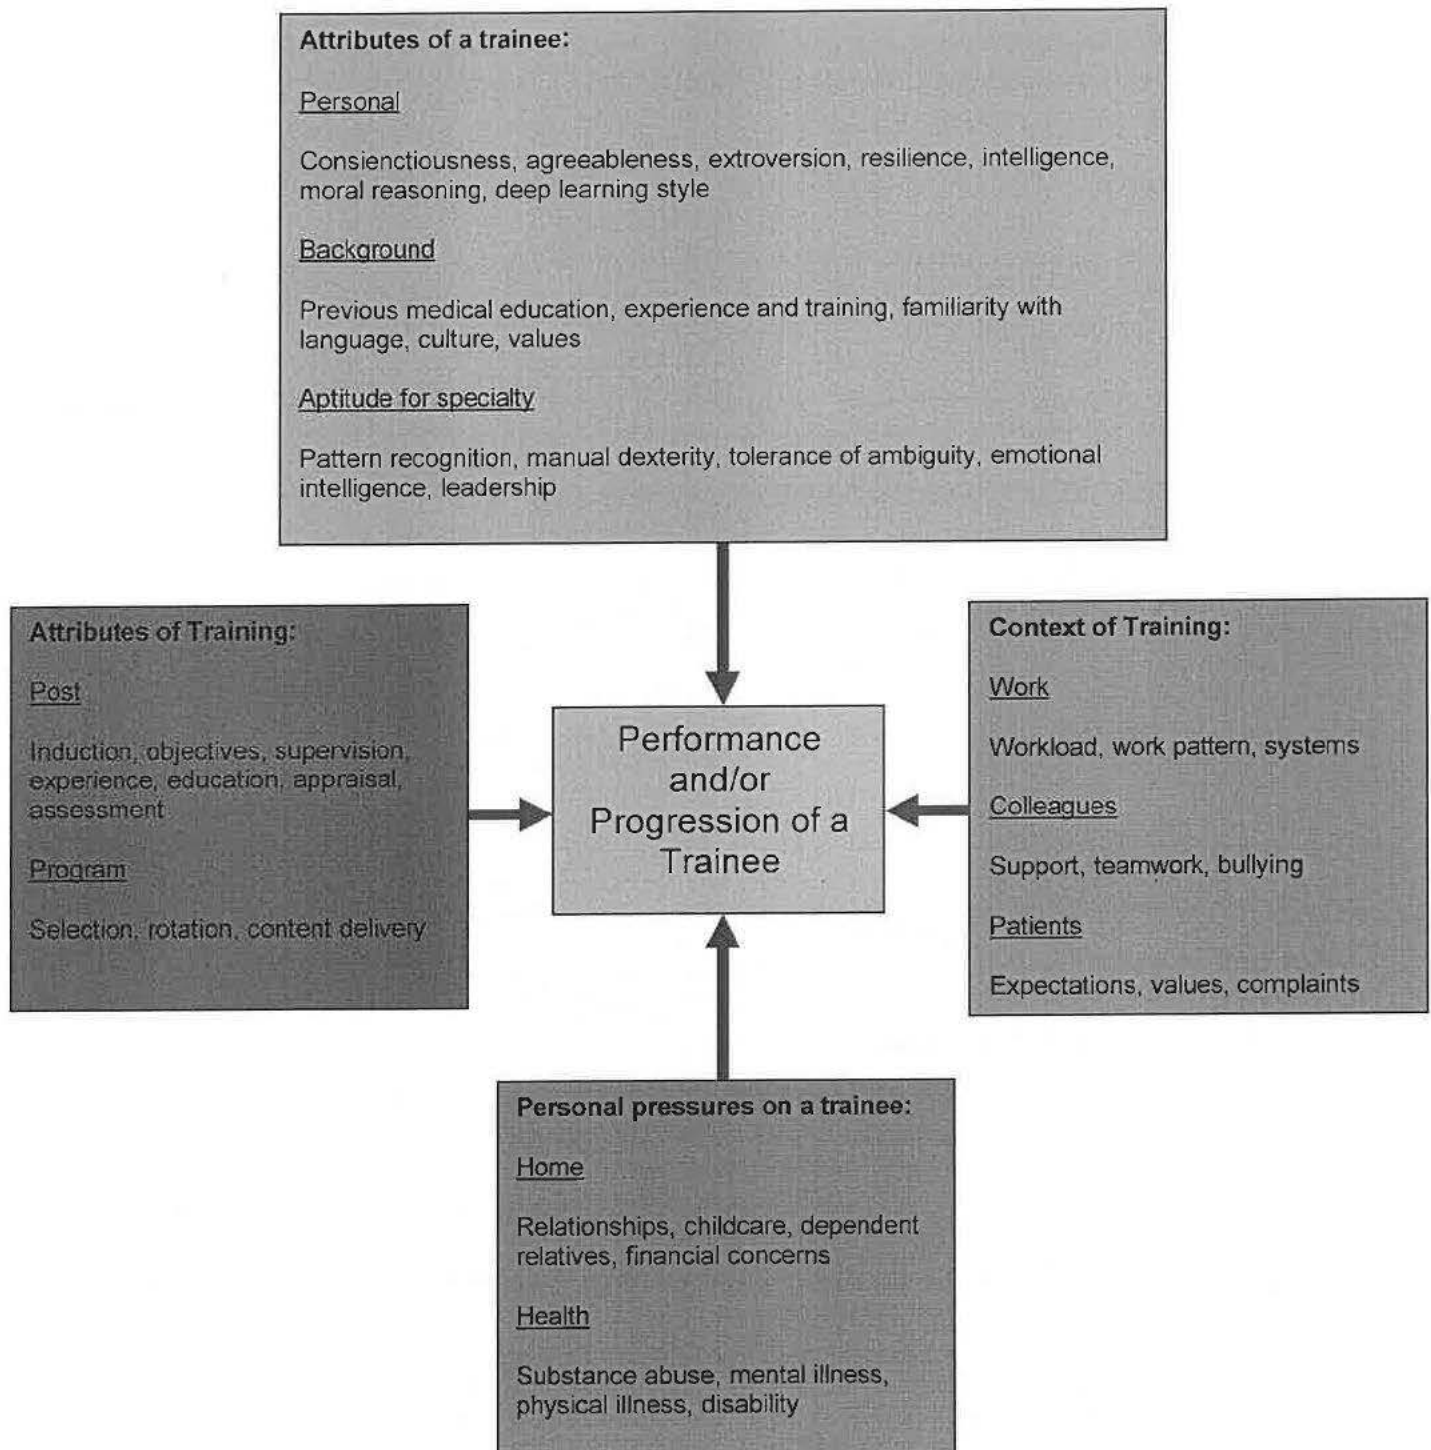 Attributes of a trainee:
Personal
Consienctiousness, agreeableness, extroversion, resilience, intelligence,
moral reasoning, deep learning style
Background
Previous medical education, experience and training, familiarity with
language, culture, values
Aptitude for specialty
Pattern recognition, manual dexterity, tolerance of ambiguity, emotional
intelligence, leadership
Attributes of Training:
Post
Induction, objectives, supervision,
experience, education, appraisal,
assessment
Program
Selection, rotation, content delivery
Performance
and/or
Progression of a
Trainee
Context of Training:
Work
Workload, work pattern, systems
Colleagues
Support, teamwork, bullying
Patients
Expectations, values, complaints
Personal pressures on a trainee:
Home
Relationships, childcare, dependent
relatives, financial concerns
Health
Substance abuse, mental illness,
physical illness, disability